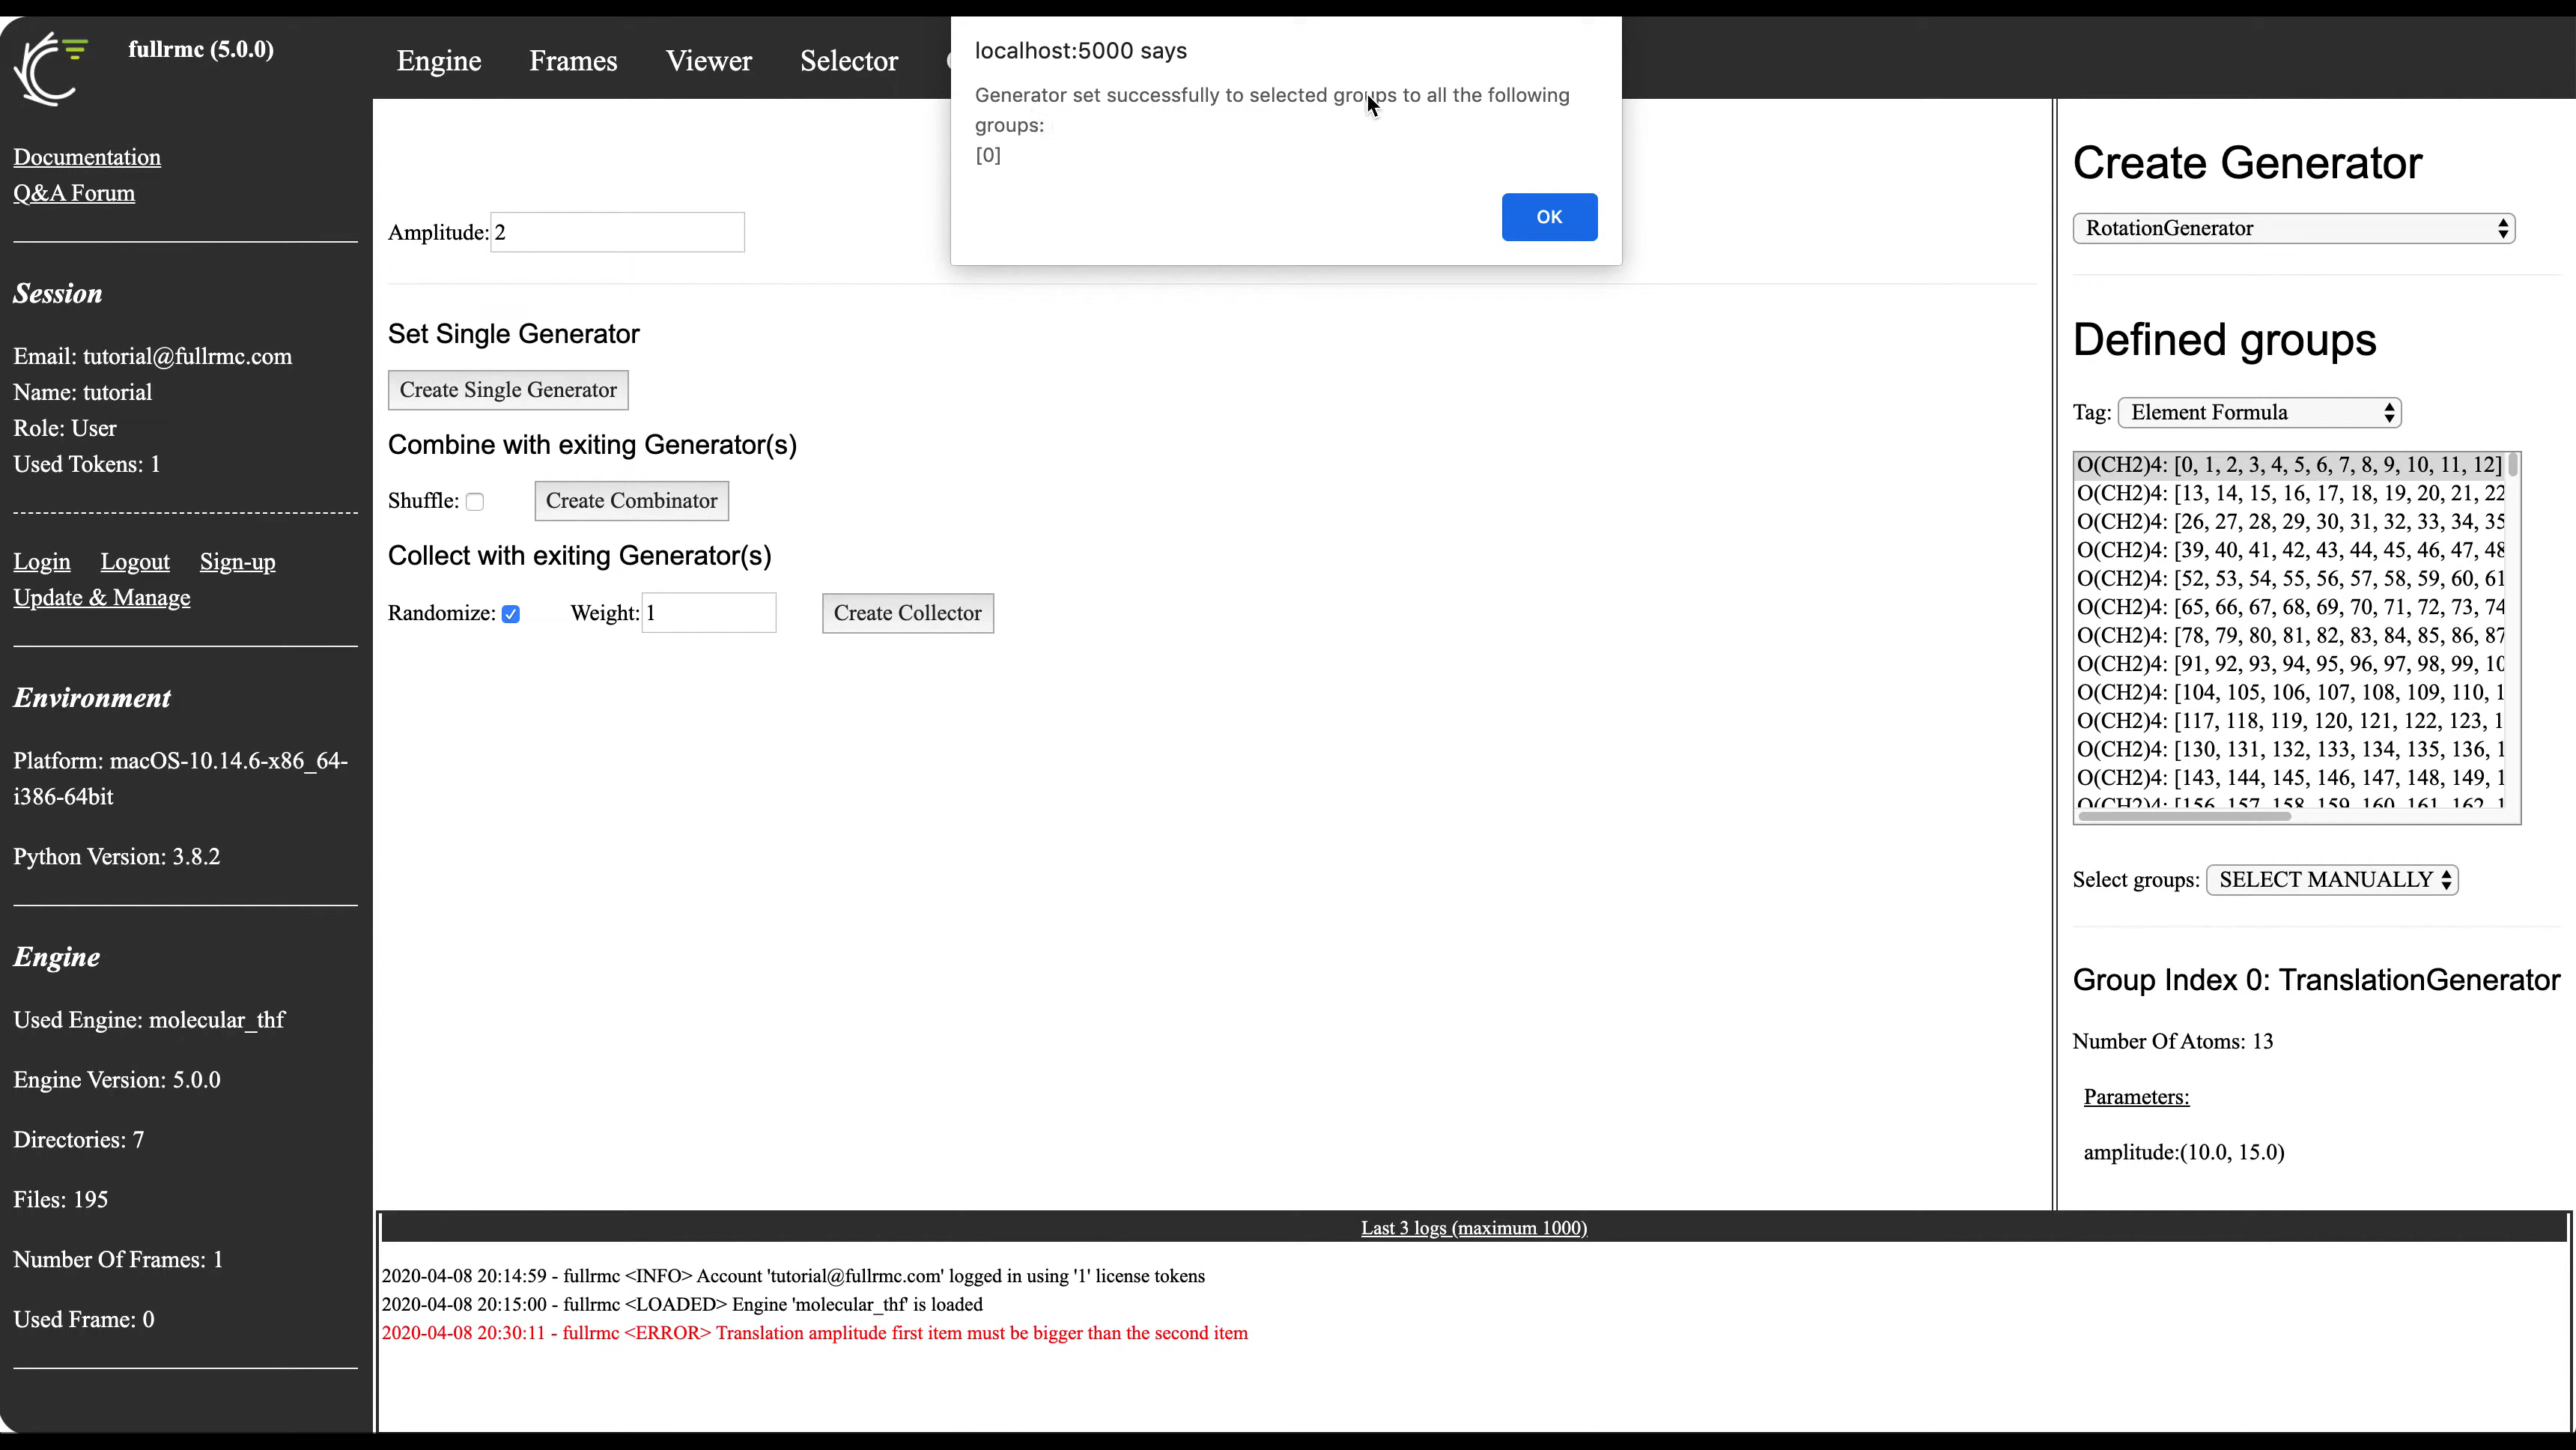 fullrmc (5.0.0)
Engine
Frames
Viewer
Selector
localhost:5000 says
Generator set successfully to selected groups to all the following
groups:
[0]
OK
Documentation
Q&A Forum
Session
Email: tutorial@fullrmc.com
Name: tutorial
Role: User
Used Tokens: 1
Login Logout Sign-up
Update & Manage
Environment
Platform: macOS-10.14.6-x86_64-
i386-64bit
Python Version: 3.8.2
Engine
Used Engine: molecular_thf
Engine Version: 5.0.0
Directories: 7
Files: 195
Number Of Frames: 1
Used Frame: 0
Amplitude: 2
Set Single Generator
Create Single Generator
Combine with exiting Generator(s)
Shuffle: Create Combinator
Collect with exiting Generator(s)
Randomize: Weight: 1 Create Collector
Create Generator
RotationGenerator
Defined groups
Tag: Element Formula
O(CH2)4: [0, 1, 2, 3, 4, 5, 6, 7, 8, 9, 10, 11, 12]
O(CH2)4: [13, 14, 15, 16, 17, 18, 19, 20, 21, 22
O(CH2)4: [26, 27, 28, 29, 30, 31, 32, 33, 34, 35
O(CH2)4: [39, 40, 41, 42, 43, 44, 45, 46, 47, 48
O(CH2)4: [52, 53, 54, 55, 56, 57, 58, 59, 60, 61
O(CH2)4: [65, 66, 67, 68, 69, 70, 71, 72, 73, 74
O(CH2)4: [78, 79, 80, 81, 82, 83, 84, 85, 86, 87
O(CH2)4: [91, 92, 93, 94, 95, 96, 97, 98, 99, 10
O(CH2)4: [104, 105, 106, 107, 108, 109, 110, 1
O(CH2)4: [117, 118, 119, 120, 121, 122, 123, 1
O(CH2)4: [130, 131, 132, 133, 134, 135, 136, 1
O(CH2)4: [143, 144, 145, 146, 147, 148, 149, 1
O(CH2)4: [156, 157, 158, 159, 160, 161, 162, 1
Select groups: SELECT MANUALLY
Group Index 0: TranslationGenerator
Number Of Atoms: 13
Parameters:
amplitude:(10.0, 15.0)
Last 3 logs (maximum 1000)
2020-04-08 20:14:59 - fullrmc <INFO> Account 'tutorial@fullrmc.com' logged in using '1' license tokens
2020-04-08 20:15:00 - fullrmc <LOADED> Engine 'molecular_thf' is loaded
2020-04-08 20:30:11 - fullrmc <ERROR> Translation amplitude first item must be bigger than the second item